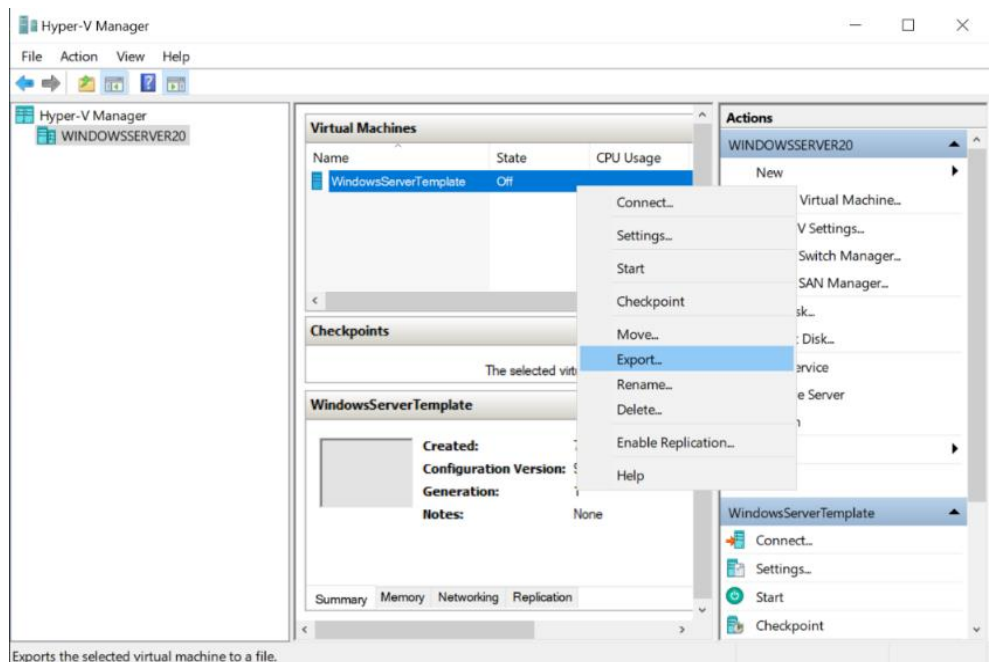 Hyper-V Manager
File Action View Help
Hyper-V Manager
WINDOWSSERVER20
Virtual Machines
Name State CPU Usage
WindowsServerTemplate Off
Checkpoints
The selected
WindowsServerTemplate
Created:
Configuration Version:
Generation:
Notes: None
Summary Memory Networking Replication
Connect...
Settings...
Start
Checkpoint
Move...
Export...
Rename...
Delete...
Enable Replication...
Help
Actions
WINDOWSSERVER20
New
Virtual Machine...
V Settings...
Switch Manager...
SAN Manager...
Disk...
Server
WindowsServerTemplate
Connect...
Settings...
Start
Checkpoint
Exports the selected virtual machine to a file.